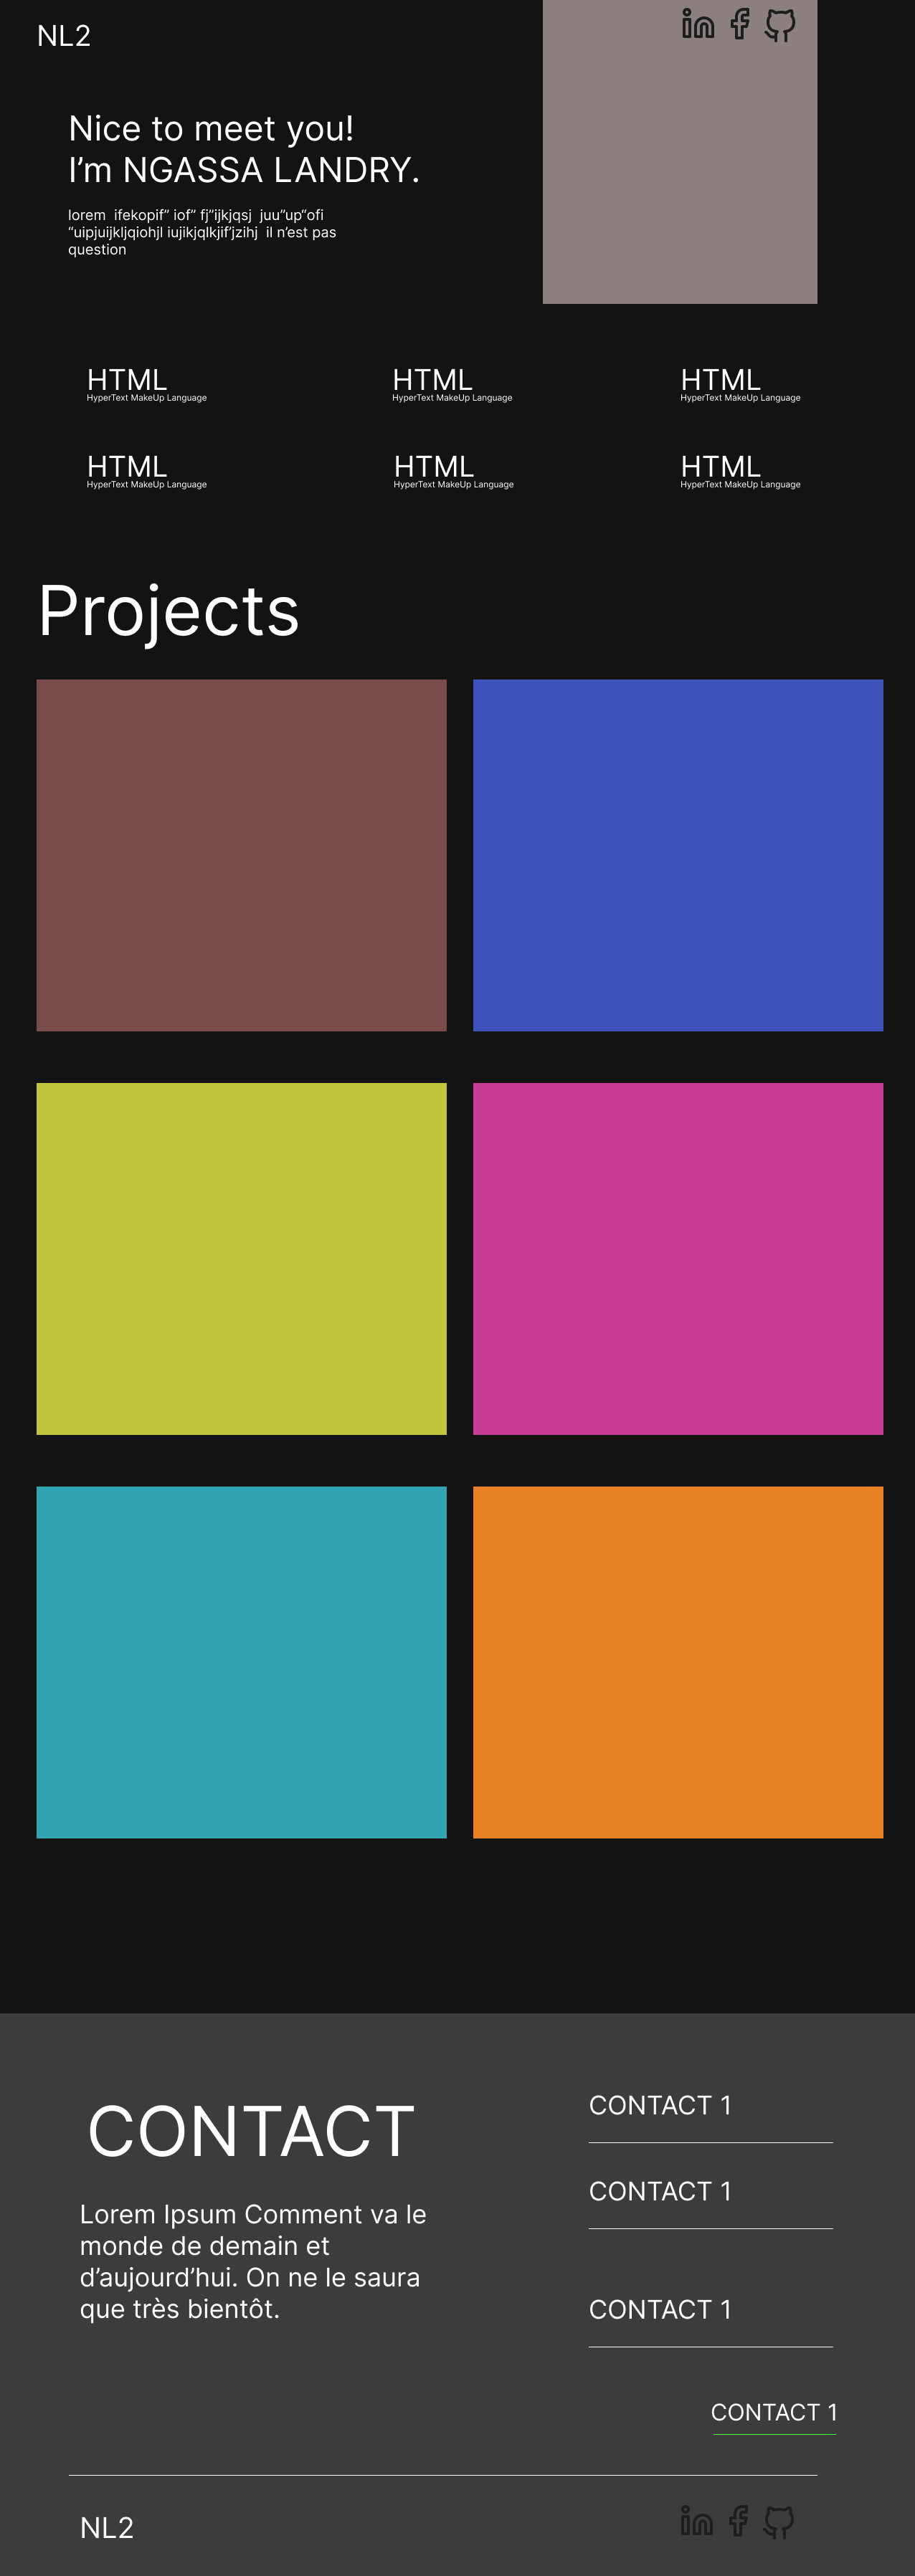 NL2
Nice to meet you!
I’m NGASSA LANDRY.
lorem  ifekopif” iof” fj”ijkjqsj  juu”up“ofi
“uipjuijkljqiohjl iujikjqlkjif’jzihj  il n’est pas
question
HTML
HyperText MakeUp Language
HTML
HyperText MakeUp Language
HTML
HyperText MakeUp Language
HTML
HyperText MakeUp Language
HTML
HyperText MakeUp Language
HTML
HyperText MakeUp Language
Projects
CONTACT
Lorem Ipsum Comment va le
monde de demain et
d’aujourd’hui. On ne le saura
que très bientôt.
CONTACT 1
CONTACT 1
CONTACT 1
CONTACT 1
NL2